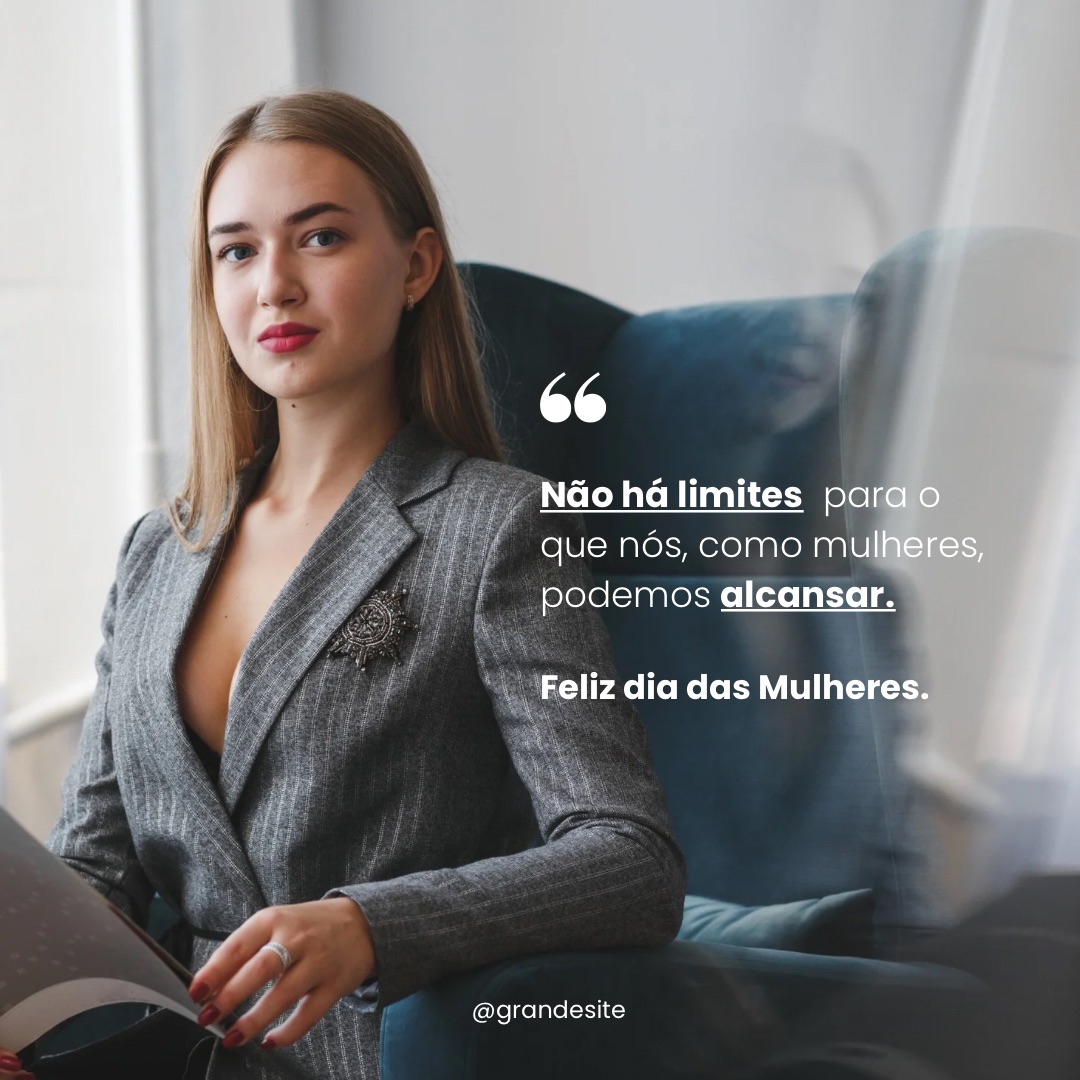 ❝
Não há limites para o
que nós, como mulheres,
podemos alcansar.
Feliz dia das Mulheres.
@grandesite